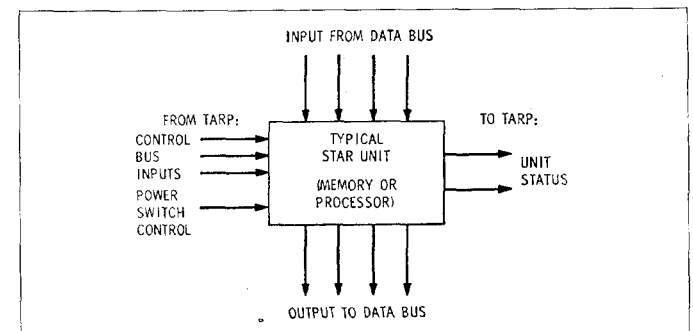 INPUT FROM DATA BUS
FROM TARP:
CONTROL
BUS
INPUTS
POWER
SWITCH
CONTROL
TYPICAL
STAR UNIT
(MEMORY OR
PROCESSOR)
TO TARP:
UNIT
STATUS
OUTPUT TO DATA BUS